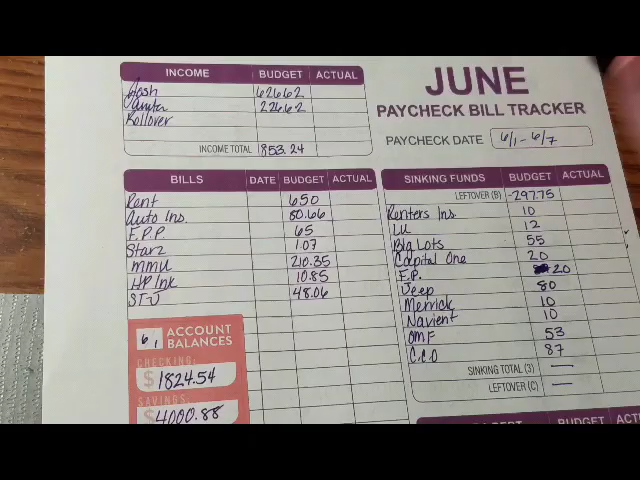 INCOME BUDGET ACTUAL
Josh 626.62
226.62
Rollover
INCOME TOTAL 853.24
JUNE
PAYCHECK BILL TRACKER
PAYCHECK DATE 6/1-6/7
BILLS DATE BUDGET ACTUAL
Rent 650
Auto Ins. 80.66
F.P.P. 65
Starz 1.07
MMU 210.35
HP Ink 10.85
STJ 48.06
6/1 ACCOUNT BALANCES
CHECKING:
$1824.54
SAVINGS:
$4000.88
SINKING FUNDS BUDGET ACTUAL
LEFTOVER (B) -297.75
Renters Ins. 10
LU 12
Big Lots 55
Capital One 20
F.P. 20
Jeep 80
Merrick 10
Navient 10
OMF 53
C.C.O 87
SINKING TOTAL (3) —
LEFTOVER (C) —
BUDGET ACT